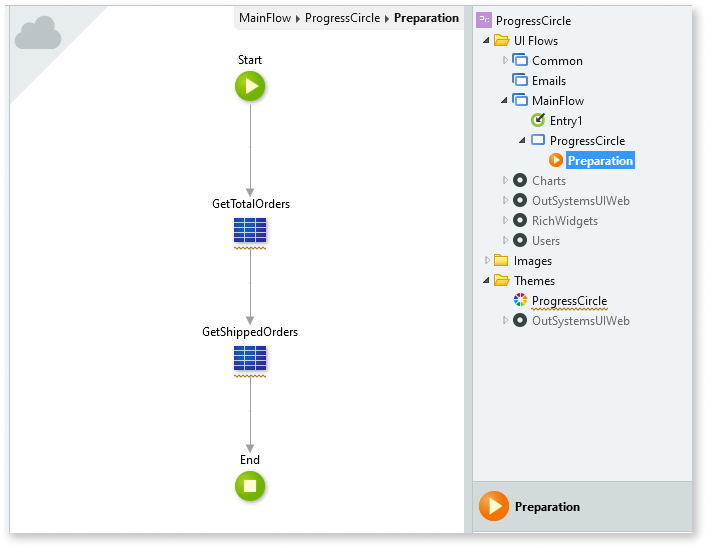 MainFlow ▸ ProgressCircle ▸ Preparation
Start
GetTotalOrders
GetShippedOrders
End
ProgressCircle
UI Flows
Common
Emails
MainFlow
Entry1
ProgressCircle
Preparation
Charts
OutSystemsUIWeb
RichWidgets
Users
Images
Themes
ProgressCircle
OutSystemsUIWeb
Preparation